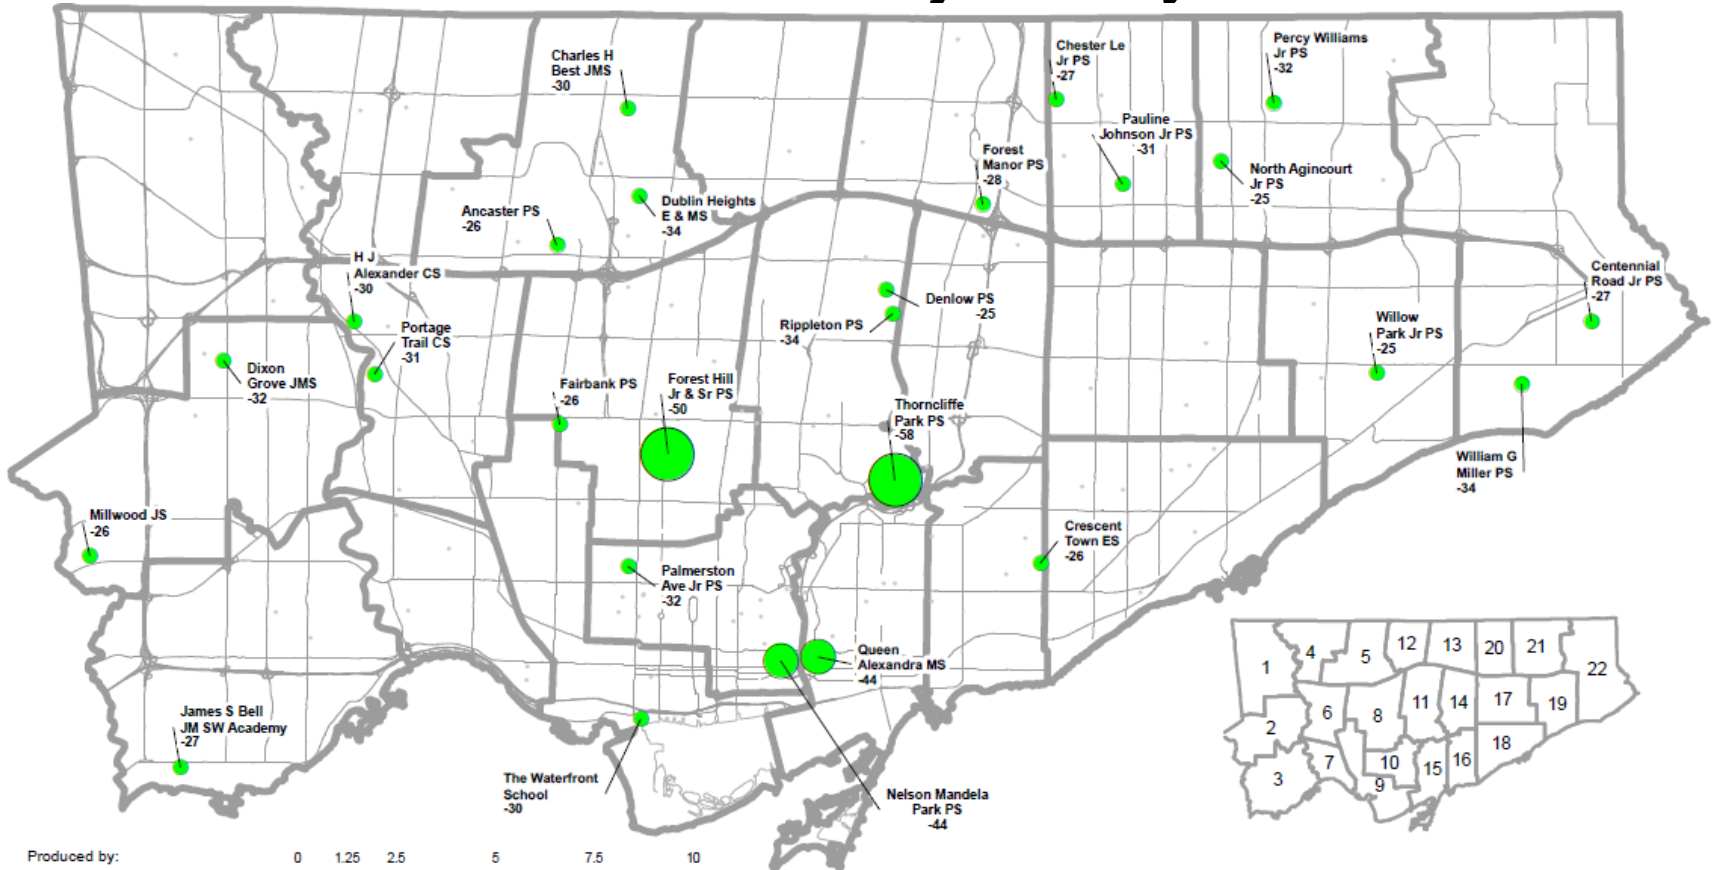 Charles H
Best JMS
-30
Chester Le
Jr PS
-27
Percy Williams
Jr PS
-32
Pauline
Johnson Jr PS
-31
Forest
Manor PS
-28
North Agincourt
Jr PS
-25
Ancaster PS
-26
Dublin Heights
E & MS
-34
H J
Alexander CS
-30
Centennial
Road Jr PS
-27
Denlow PS
-25
Rippleton PS
-34
Portage
Trail CS
-31
Willow
Park Jr PS
-25
Dixon
Grove JMS
-32
Fairbank PS
-26
Forest Hill
Jr & Sr PS
-50
Thorncliffe
Park PS
-58
William G
Miller PS
-34
Millwood JS
-26
Crescent
Town ES
-26
Palmerston
Ave Jr PS
-32
Queen
Alexandra MS
-44
James S Bell
JM SW Academy
-27
The Waterfront
School
-30
Nelson Mandela
Park PS
-44
1
4
5
12
13
20
21
22
2
6
8
11
14
17
19
3
7
10
9
15
16
18
Produced by:
0 1.25 2.5 5 7.5 10